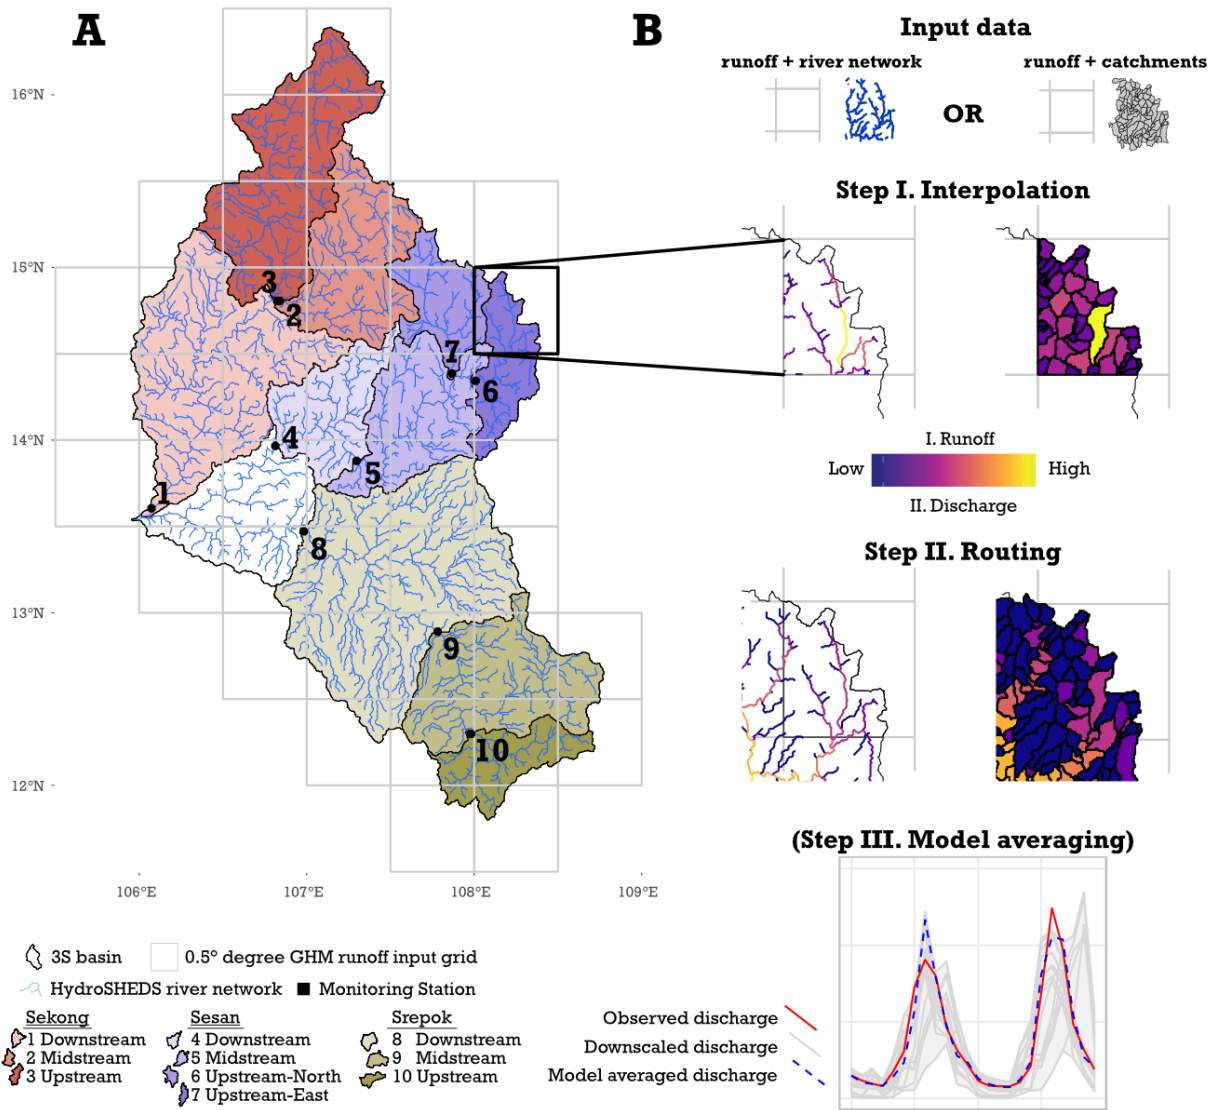 A
16°N
15°N
14°N
13°N
12°N
106°E 107°E 108°E 109°E
3
2
7
6
4
5
1
8
9
10
3S basin 0.5° degree GHM runoff input grid
HydroSHEDS river network Monitoring Station
Sekong Sesan Srepok
1 Downstream 4 Downstream 8 Downstream
2 Midstream 5 Midstream 9 Midstream
3 Upstream 6 Upstream-North 10 Upstream
7 Upstream-East
B
Input data
runoff + river network runoff + catchments
OR
Step I. Interpolation
I. Runoff
Low High
II. Discharge
Step II. Routing
(Step III. Model averaging)
Observed discharge
Downscaled discharge
Model averaged discharge